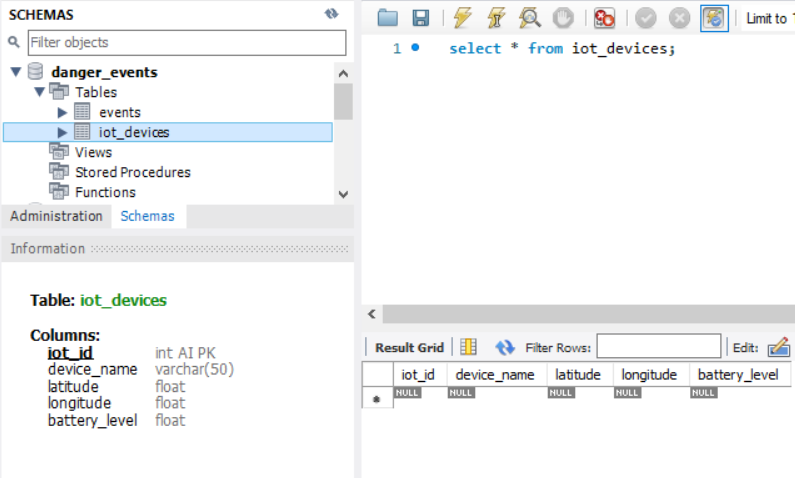 SCHEMAS
Filter objects
danger_events
Tables
events
iot_devices
Views
Stored Procedures
Functions
Administration Schemas
Information
Table: iot_devices
Columns:
iot_id int AI PK
device_name varchar(50)
latitude float
longitude float
battery_level float
Limit to 1
1 select * from iot_devices;
Result Grid Filter Rows: Edit:
iot_id device_name latitude longitude battery_level
NULL NULL NULL NULL NULL